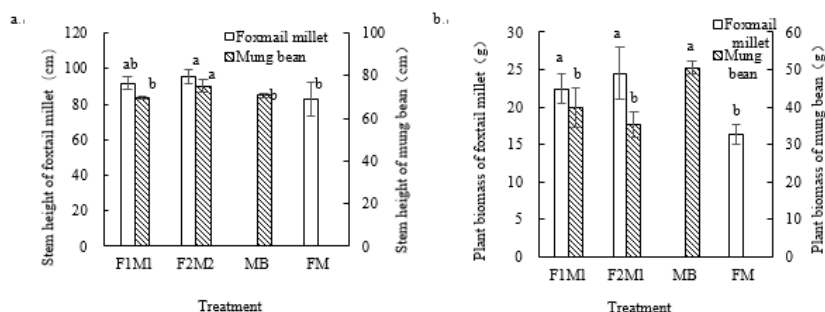 a.
Stem height of foxtail millet (cm)
120
100
80
60
40
20
0
Foxmail millet
Mung bean
ab
b
a
a
b
b
F1M1
F2M2
MB
FM
Treatment
100
80
60
40
20
0
Stem height of mung bean (cm)
b.
Plant biomass of foxtail millet (g)
30
25
20
15
10
5
0
Foxmail
millet
Mung
bean
a
b
a
b
a
b
F1M1
F2M1
MB
FM
Treatment
60
50
40
30
20
10
0
Plant biomass of mung bean (g)